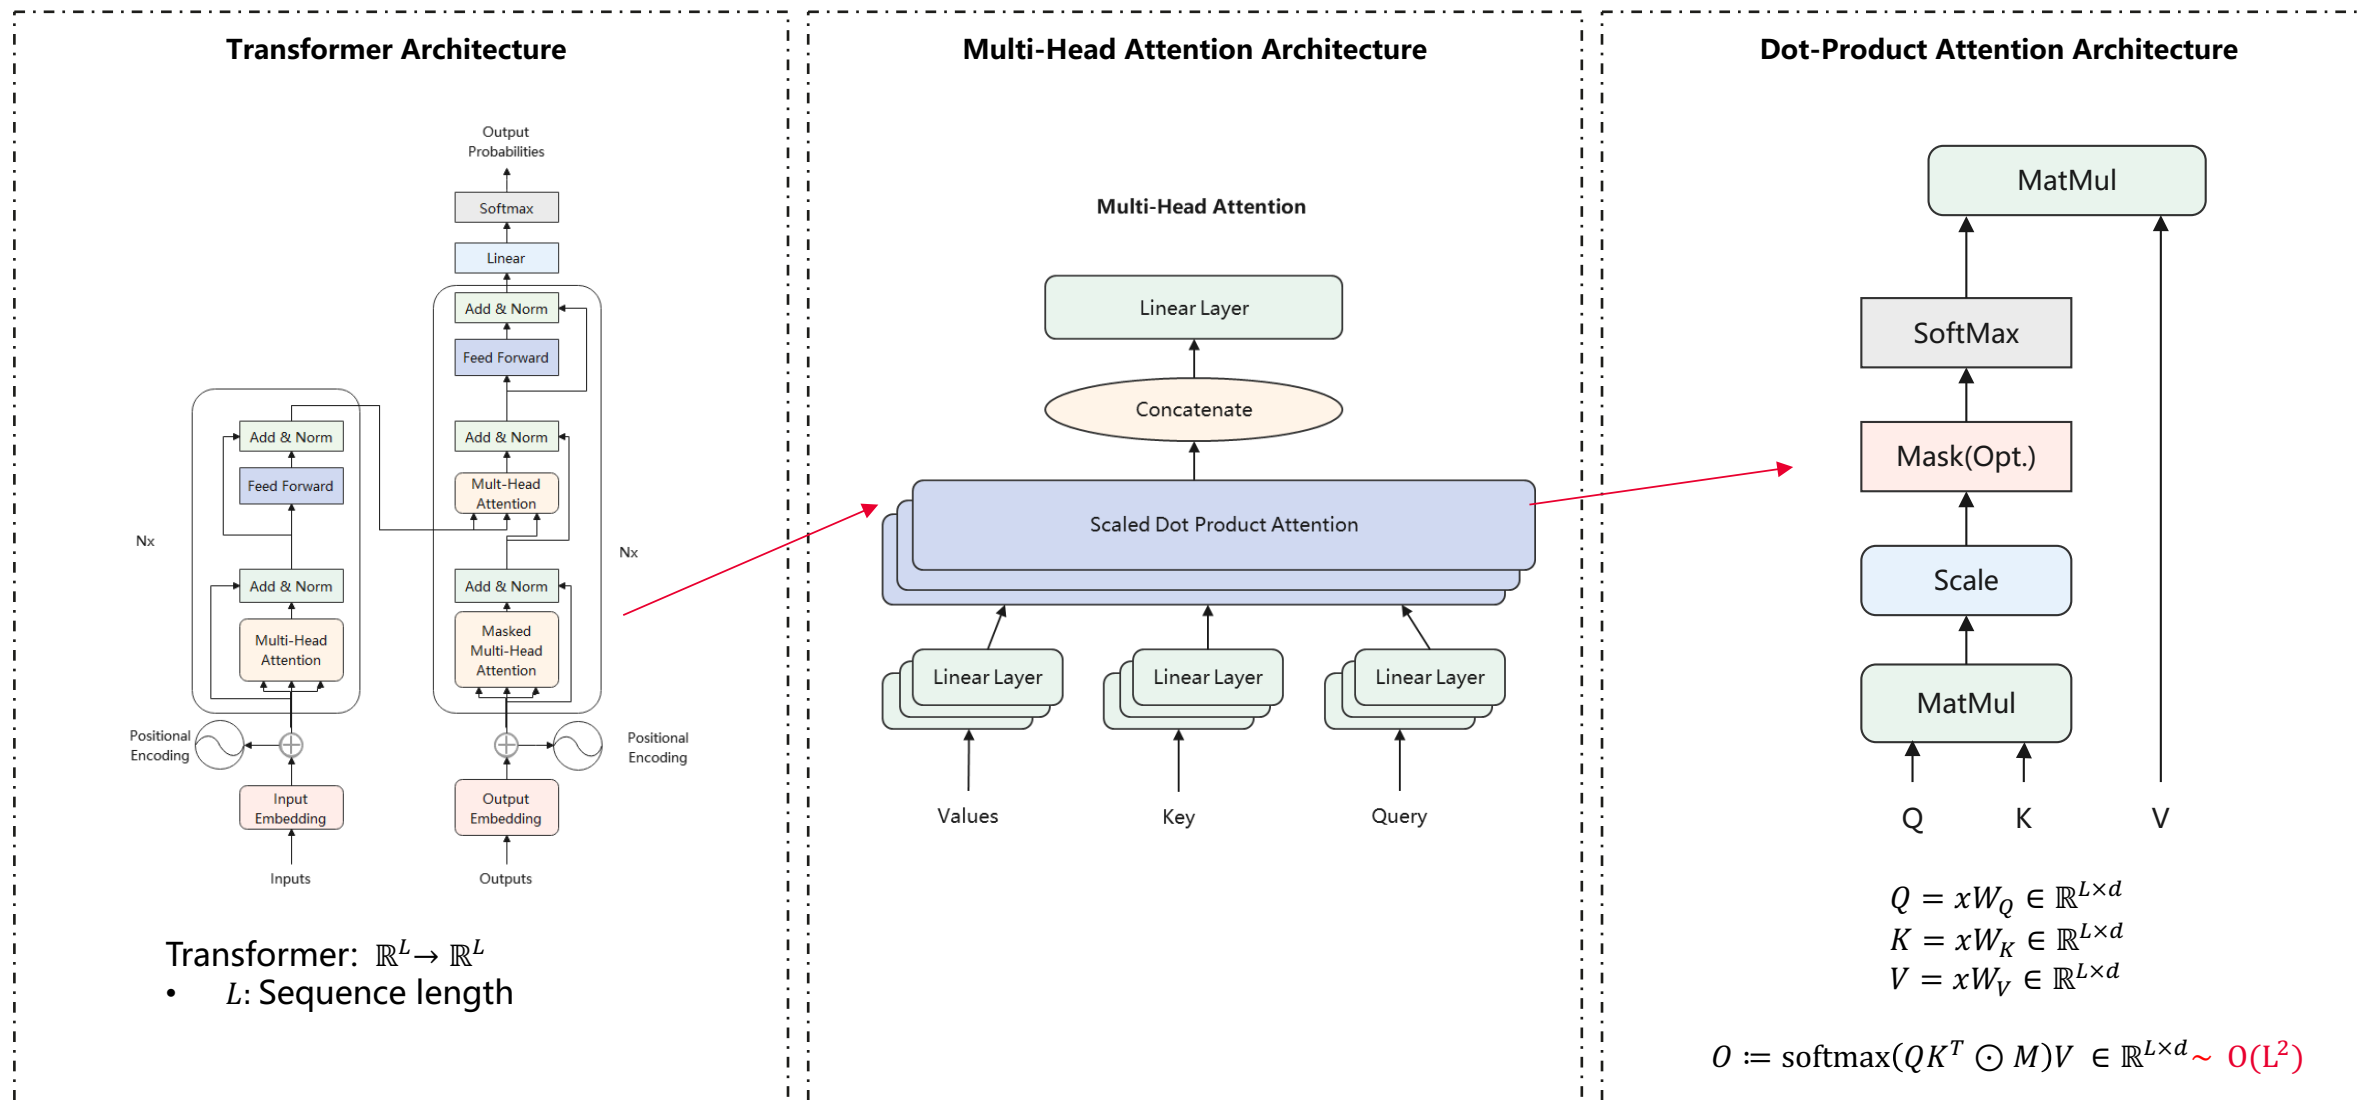 Transformer Architecture
Output
Probabilities
Softmax
Linear
Add & Norm
Feed Forward
Add & Norm
Mult-Head
Attention
Nx
Add & Norm
Masked
Multi-Head
Attention
Positional
Encoding
Output
Embedding
Outputs
Add & Norm
Feed Forward
Nx
Add & Norm
Multi-Head
Attention
Positional
Encoding
Input
Embedding
Inputs
Transformer: ℝ^L → ℝ^L
• L: Sequence length
Multi-Head Attention Architecture
Multi-Head Attention
Linear Layer
Concatenate
Scaled Dot Product Attention
Linear Layer
Linear Layer
Linear Layer
Values
Key
Query
Dot-Product Attention Architecture
MatMul
SoftMax
Mask(Opt.)
Scale
MatMul
Q
K
V
Q = xW_Q ∈ ℝ^{L×d}
K = xW_K ∈ ℝ^{L×d}
V = xW_V ∈ ℝ^{L×d}
O ≔ softmax(QK^T ⊙ M)V ∈ ℝ^{L×d} ~ O(L²)